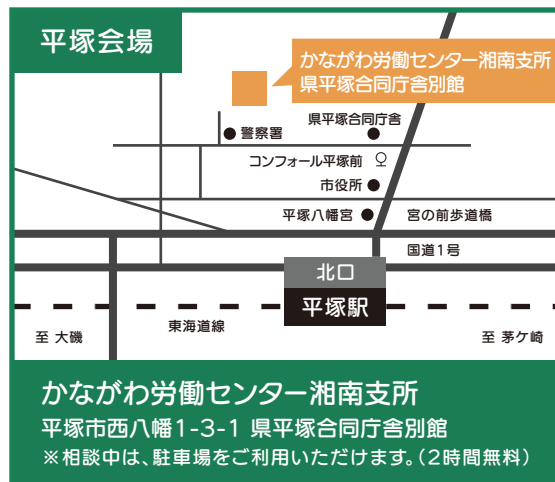 平塚会場
かながわ労働センター湘南支所
県平塚合同庁舎別館
県平塚合同庁舎
警察署
コンフォール平塚前
市役所
平塚八幡宮
宮の前歩道橋
国道1号
北口
平塚駅
東海道線
至 大磯
至 茅ケ崎
かながわ労働センター湘南支所
平塚市西八幡1-3-1 県平塚合同庁舎別館
※相談中は、駐車場をご利用いただけます。(2時間無料)